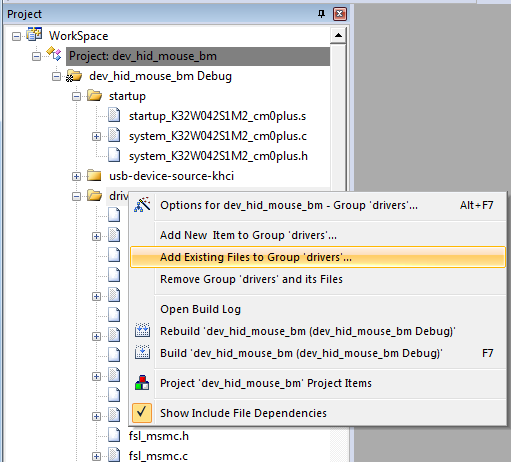 Project
WorkSpace
Project: dev_hid_mouse_bm
dev_hid_mouse_bm Debug
startup
startup_K32W042S1M2_cm0plus.s
system_K32W042S1M2_cm0plus.c
system_K32W042S1M2_cm0plus.h
usb-device-source-khci
driv
Options for dev_hid_mouse_bm - Group 'drivers'... Alt+F7
Add New Item to Group 'drivers'...
Add Existing Files to Group 'drivers'...
Remove Group 'drivers' and its Files
Open Build Log
Rebuild 'dev_hid_mouse_bm (dev_hid_mouse_bm Debug)'
Build 'dev_hid_mouse_bm (dev_hid_mouse_bm Debug)' F7
Project 'dev_hid_mouse_bm' Project Items
Show Include File Dependencies
fsl_msmc.h
fsl_msmc.c